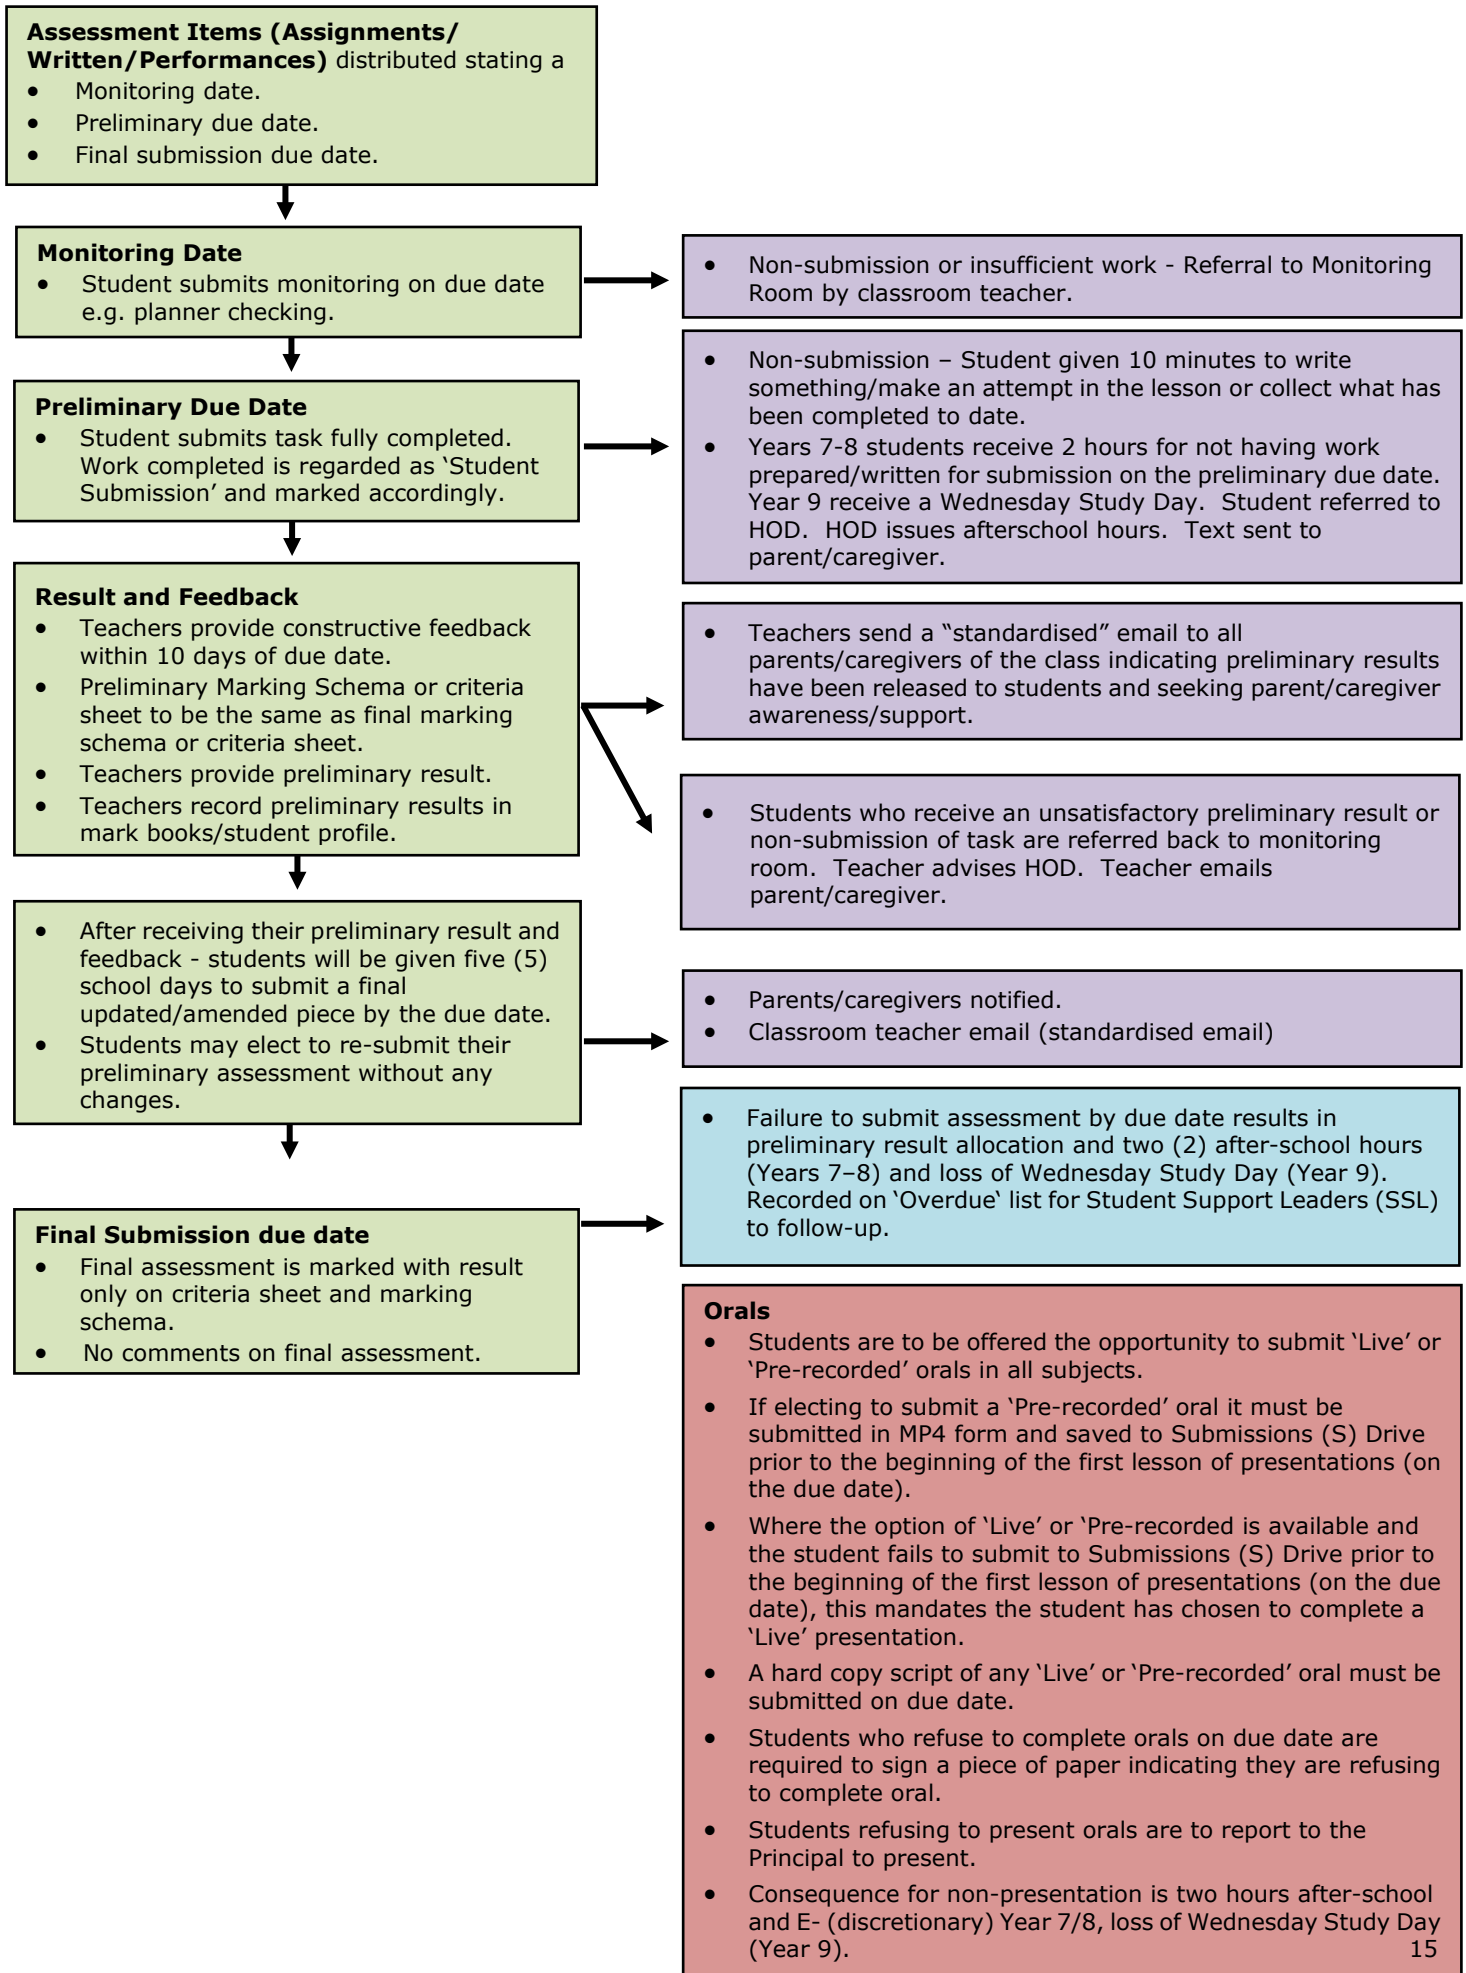 Assessment Items (Assignments/
Written/Performances) distributed stating a
• Monitoring date.
• Preliminary due date.
• Final submission due date.
Monitoring Date
• Student submits monitoring on due date
e.g. planner checking.
• Non-submission or insufficient work - Referral to Monitoring
Room by classroom teacher.
Preliminary Due Date
• Student submits task fully completed.
Work completed is regarded as ‘Student
Submission’ and marked accordingly.
• Non-submission – Student given 10 minutes to write
something/make an attempt in the lesson or collect what has
been completed to date.
• Years 7-8 students receive 2 hours for not having work
prepared/written for submission on the preliminary due date.
Year 9 receive a Wednesday Study Day.  Student referred to
HOD.  HOD issues afterschool hours.  Text sent to
parent/caregiver.
Result and Feedback
• Teachers provide constructive feedback
within 10 days of due date.
• Preliminary Marking Schema or criteria
sheet to be the same as final marking
schema or criteria sheet.
• Teachers provide preliminary result.
• Teachers record preliminary results in
mark books/student profile.
• Teachers send a “standardised” email to all
parents/caregivers of the class indicating preliminary results
have been released to students and seeking parent/caregiver
awareness/support.
• Students who receive an unsatisfactory preliminary result or
non-submission of task are referred back to monitoring
room.  Teacher advises HOD.  Teacher emails
parent/caregiver.
• After receiving their preliminary result and
feedback - students will be given five (5)
school days to submit a final
updated/amended piece by the due date.
• Students may elect to re-submit their
preliminary assessment without any
changes.
• Parents/caregivers notified.
• Classroom teacher email (standardised email)
Final Submission due date
• Final assessment is marked with result
only on criteria sheet and marking
schema.
• No comments on final assessment.
• Failure to submit assessment by due date results in
preliminary result allocation and two (2) after-school hours
(Years 7–8) and loss of Wednesday Study Day (Year 9).
Recorded on ‘Overdue‘ list for Student Support Leaders (SSL)
to follow-up.
Orals
• Students are to be offered the opportunity to submit ‘Live’ or
‘Pre-recorded’ orals in all subjects.
• If electing to submit a ‘Pre-recorded’ oral it must be
submitted in MP4 form and saved to Submissions (S) Drive
prior to the beginning of the first lesson of presentations (on
the due date).
• Where the option of ‘Live’ or ‘Pre-recorded is available and
the student fails to submit to Submissions (S) Drive prior to
the beginning of the first lesson of presentations (on the due
date), this mandates the student has chosen to complete a
‘Live’ presentation.
• A hard copy script of any ‘Live’ or ‘Pre-recorded’ oral must be
submitted on due date.
• Students who refuse to complete orals on due date are
required to sign a piece of paper indicating they are refusing
to complete oral.
• Students refusing to present orals are to report to the
Principal to present.
• Consequence for non-presentation is two hours after-school
and E- (discretionary) Year 7/8, loss of Wednesday Study Day
(Year 9).
15